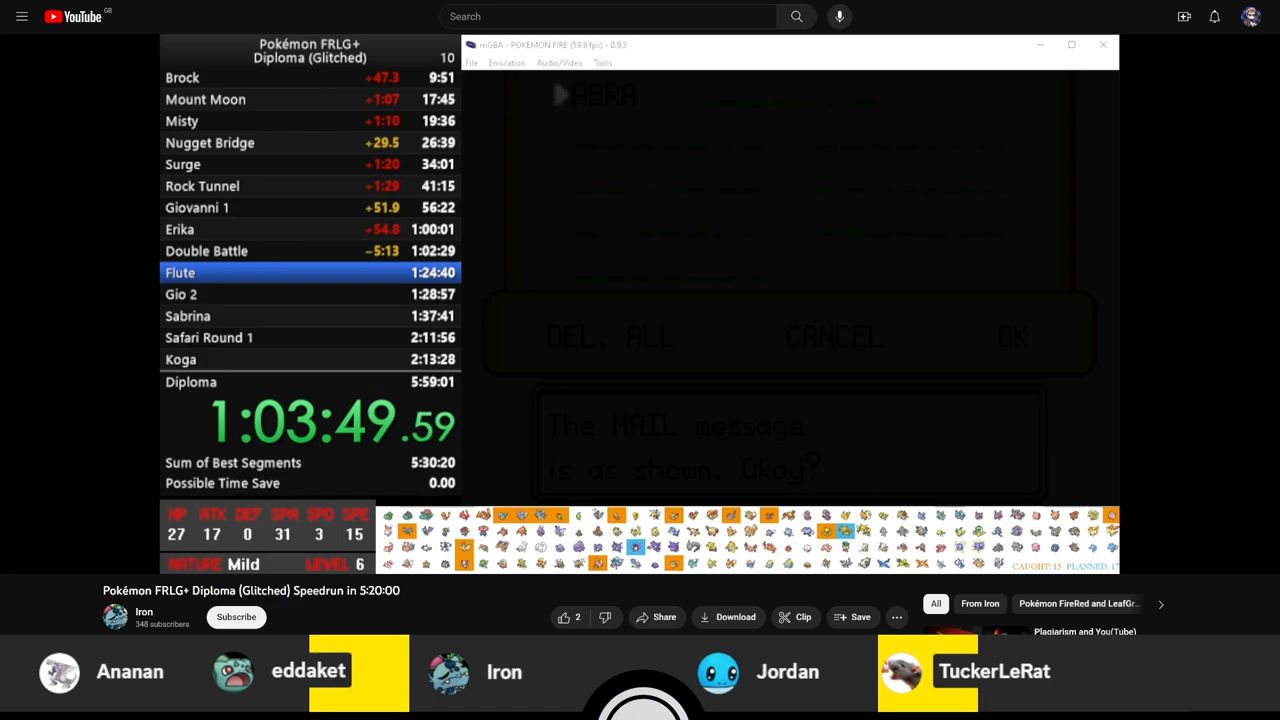 YouTube GB
Search
Pokémon FRLG+
Diploma (Glitched) 10
Brock +47.3 9:51
Mount Moon +1:07 17:45
Misty +1:10 19:36
Nugget Bridge +29.5 26:39
Surge +1:20 34:01
Rock Tunnel +1:29 41:15
Giovanni 1 +51.9 56:22
Erika +54.8 1:00:01
Double Battle −5:13 1:02:29
Flute 1:24:40
Gio 2 1:28:57
Sabrina 1:37:41
Safari Round 1 2:11:56
Koga 2:13:28
Diploma 5:59:01
1:03:49.59
Sum of Best Segments 5:30:20
Possible Time Save 0.00
HP ATK DEF SPA SPD SPE
27 17 0 31 3 15
NATURE Mild LEVEL 6
mGBA - POKEMON FIRE (59.8 fps) - 0.9.3
File Emulation Audio/Video Tools
ABRA
DEL. ALL CANCEL OK
The MAIL message
is as shown. Okay?
CAUGHT: 15 PLANNED: 17
Pokémon FRLG+ Diploma (Glitched) Speedrun in 5:20:00
Iron
348 subscribers
Subscribe
2 Share Download Clip Save
All From Iron Pokémon FireRed and LeafGr...
Plagiarism and You(Tube)
Ananan eddaket Iron Jordan TuckerLeRat